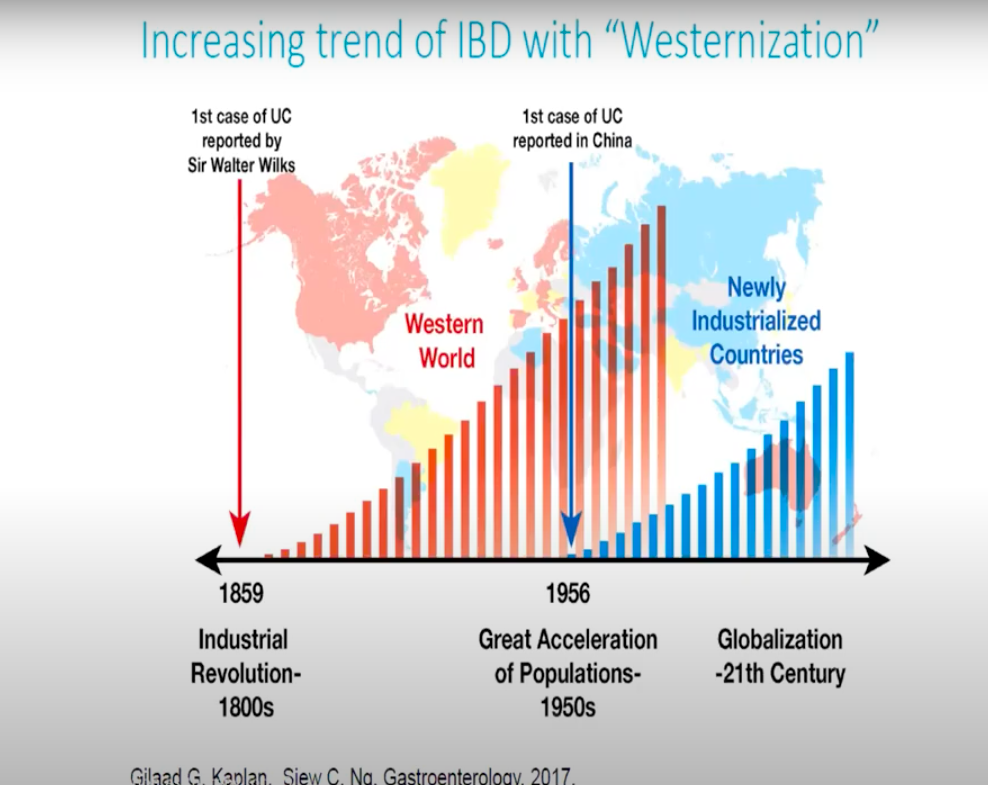 Increasing trend of IBD with “Westernization”
1st case of UC
reported by
Sir Walter Wilks
1st case of UC
reported in China
Western
World
Newly
Industrialized
Countries
1859
1956
Industrial
Revolution-
1800s
Great Acceleration
of Populations-
1950s
Globalization
-21th Century
Gilaad G. Kaplan, Siew C. Ng, Gastroenterology, 2017.